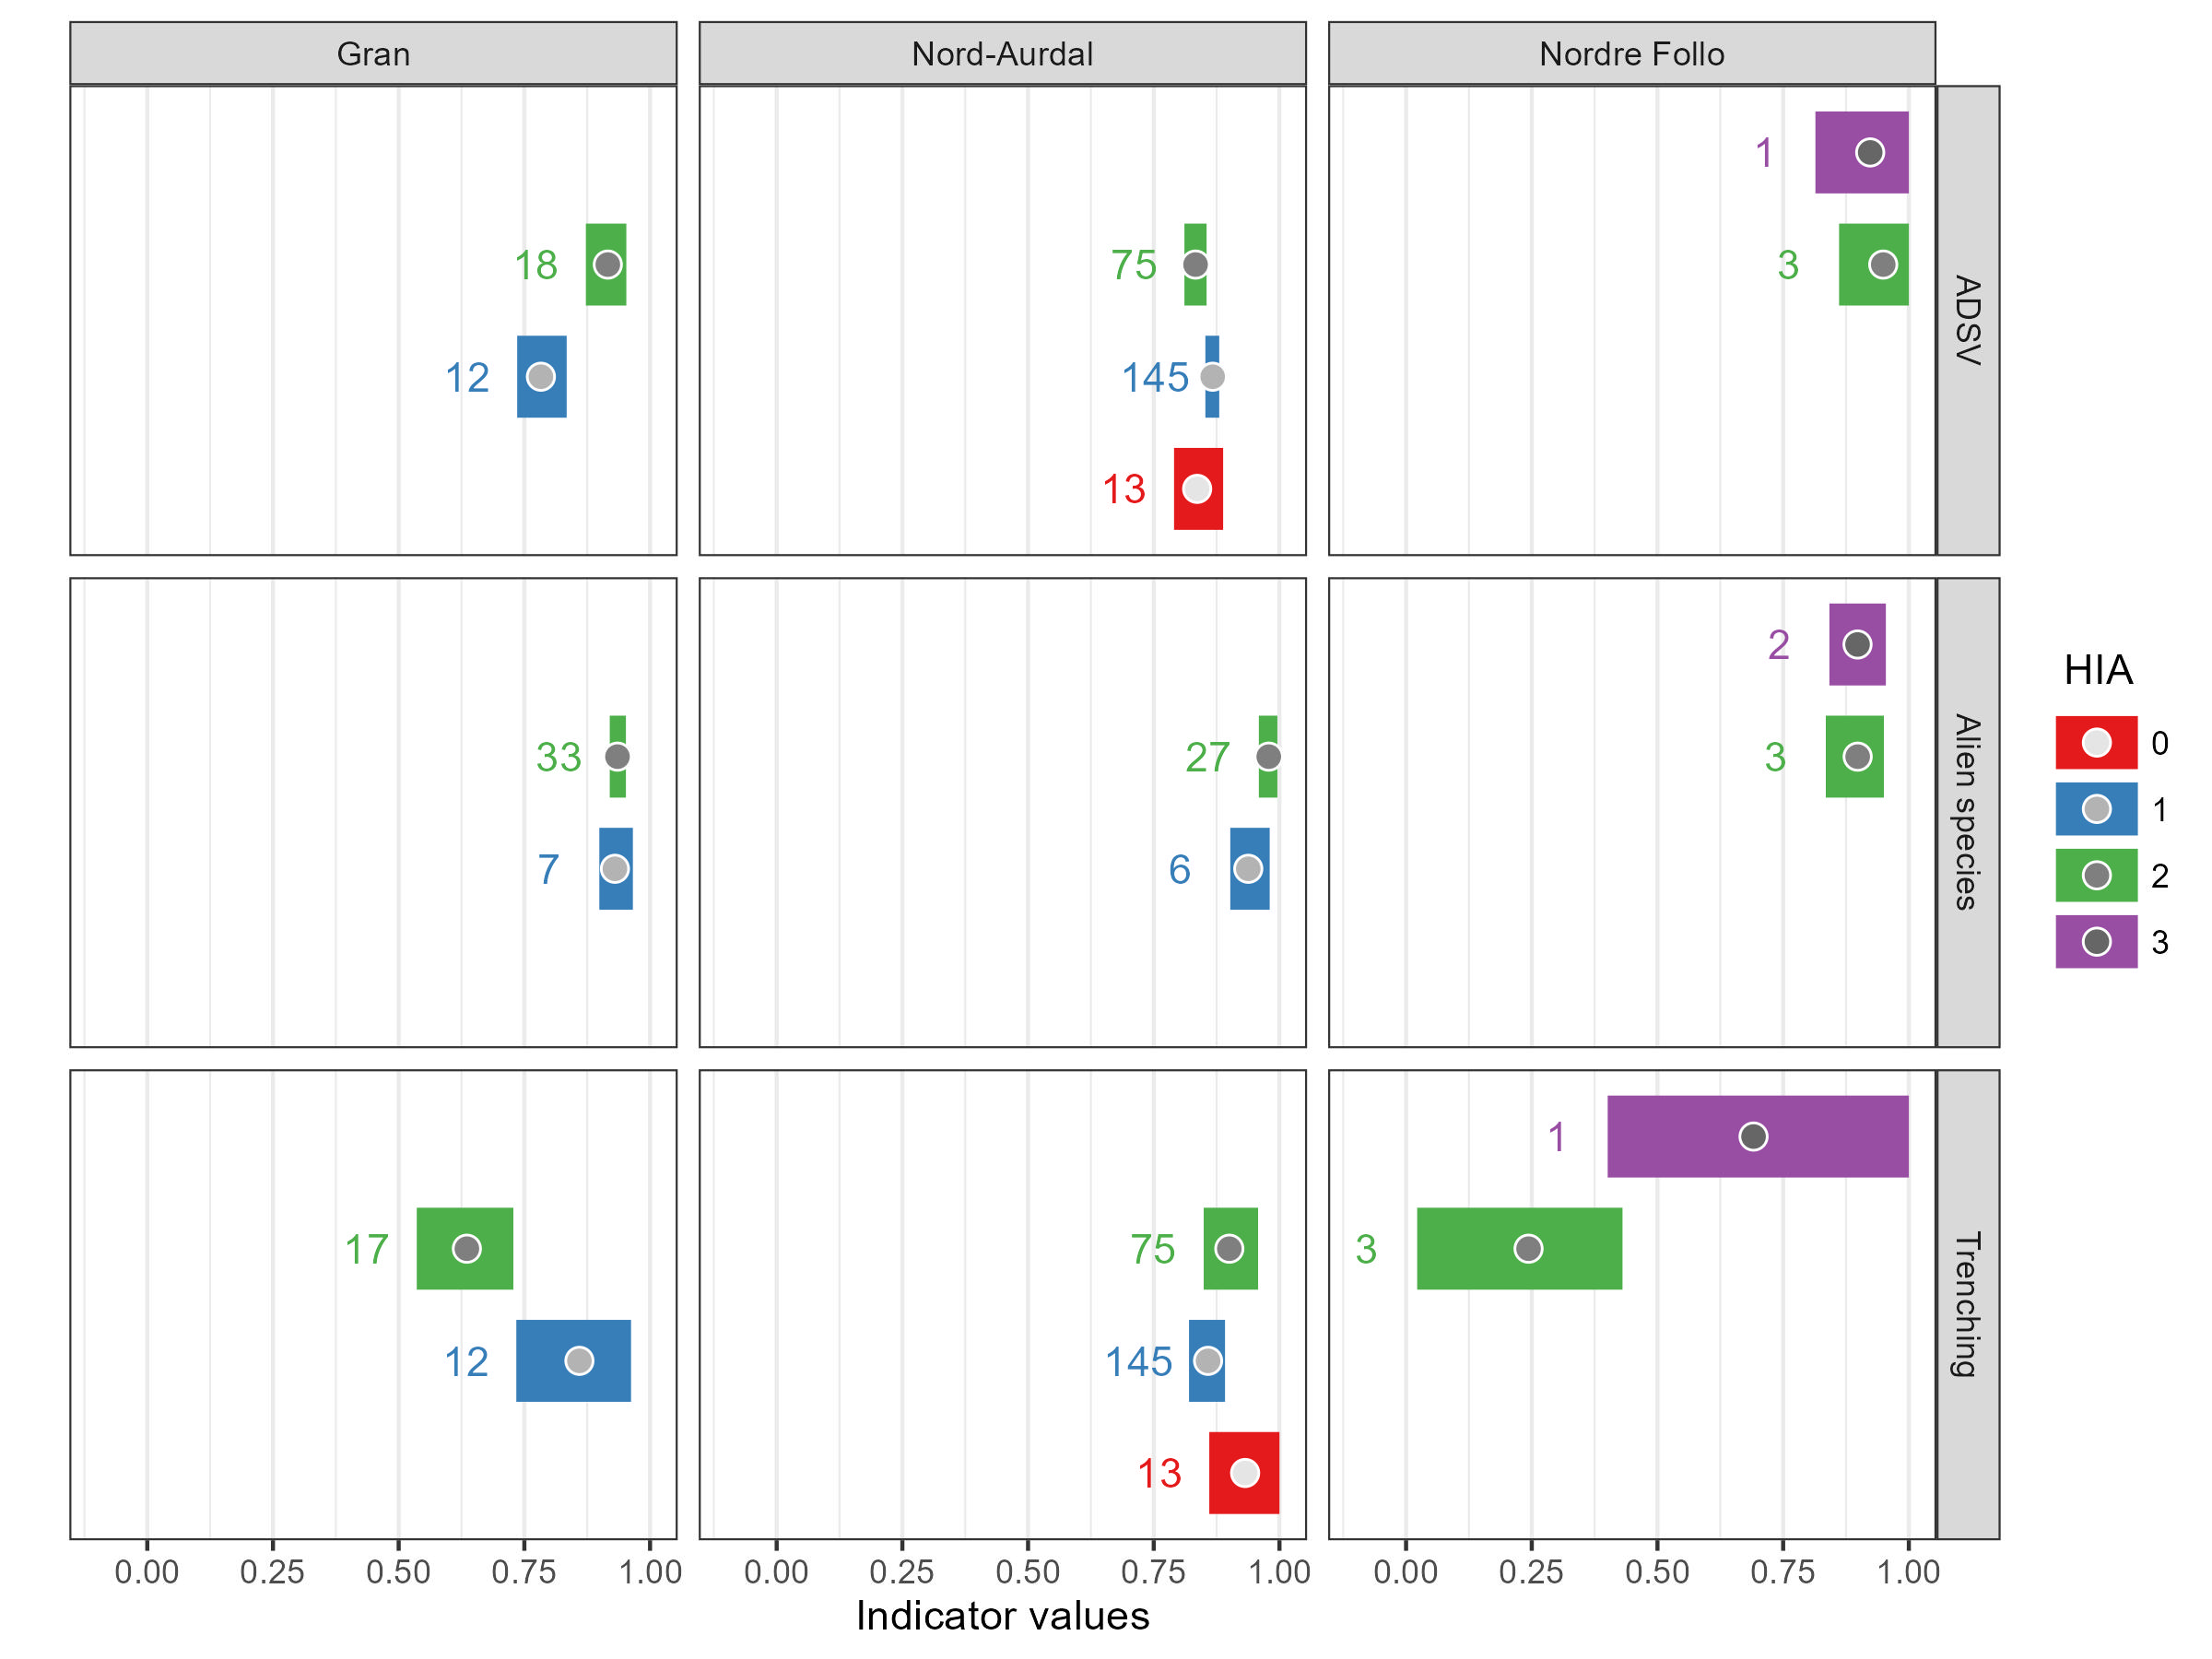 Gran Nord-Aurdal Nordre Follo
1
18 75 3
12 145
13
ADSV
2
33 27 3
7 6
Alien species
1
17 75 3
12 145
13
Trenching
0.00 0.25 0.50 0.75 1.00 0.00 0.25 0.50 0.75 1.00 0.00 0.25 0.50 0.75 1.00
Indicator values
HIA
0
1
2
3